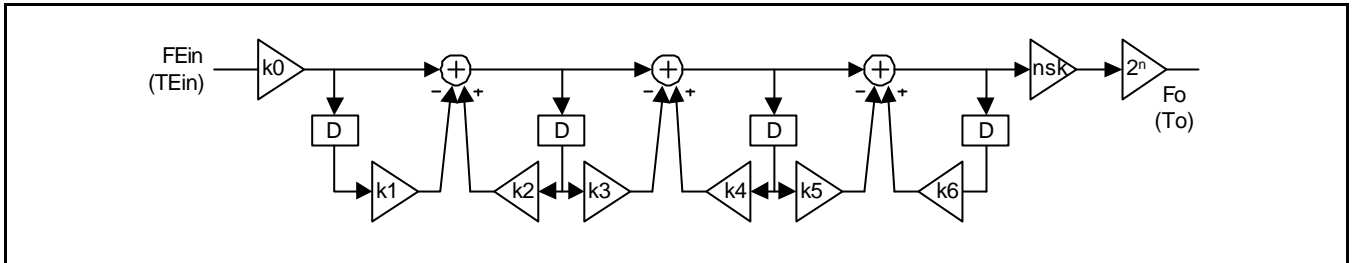 FEin
(TEin)
k0
nsk
2ⁿ
Fo
(To)
+
+
+
- +
- +
- +
D
D
D
D
k1
k2
k3
k4
k5
k6